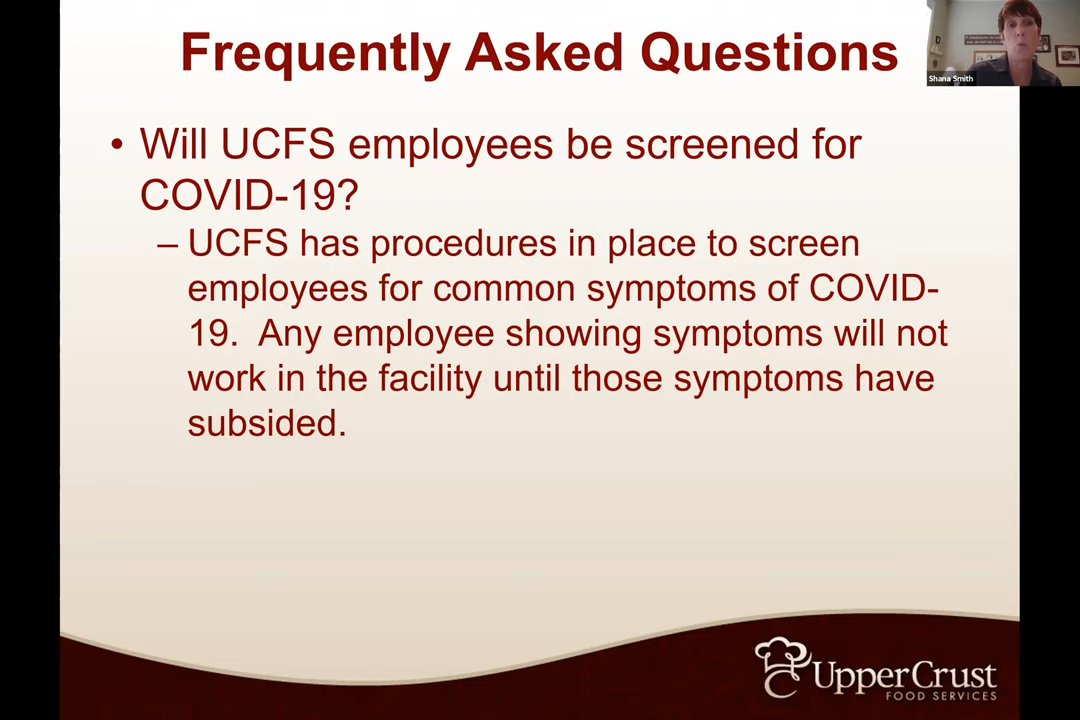 Frequently Asked Questions
Shana Smith
• Will UCFS employees be screened for
COVID-19?
– UCFS has procedures in place to screen
employees for common symptoms of COVID-
19.  Any employee showing symptoms will not
work in the facility until those symptoms have
subsided.
UpperCrust
FOOD SERVICES